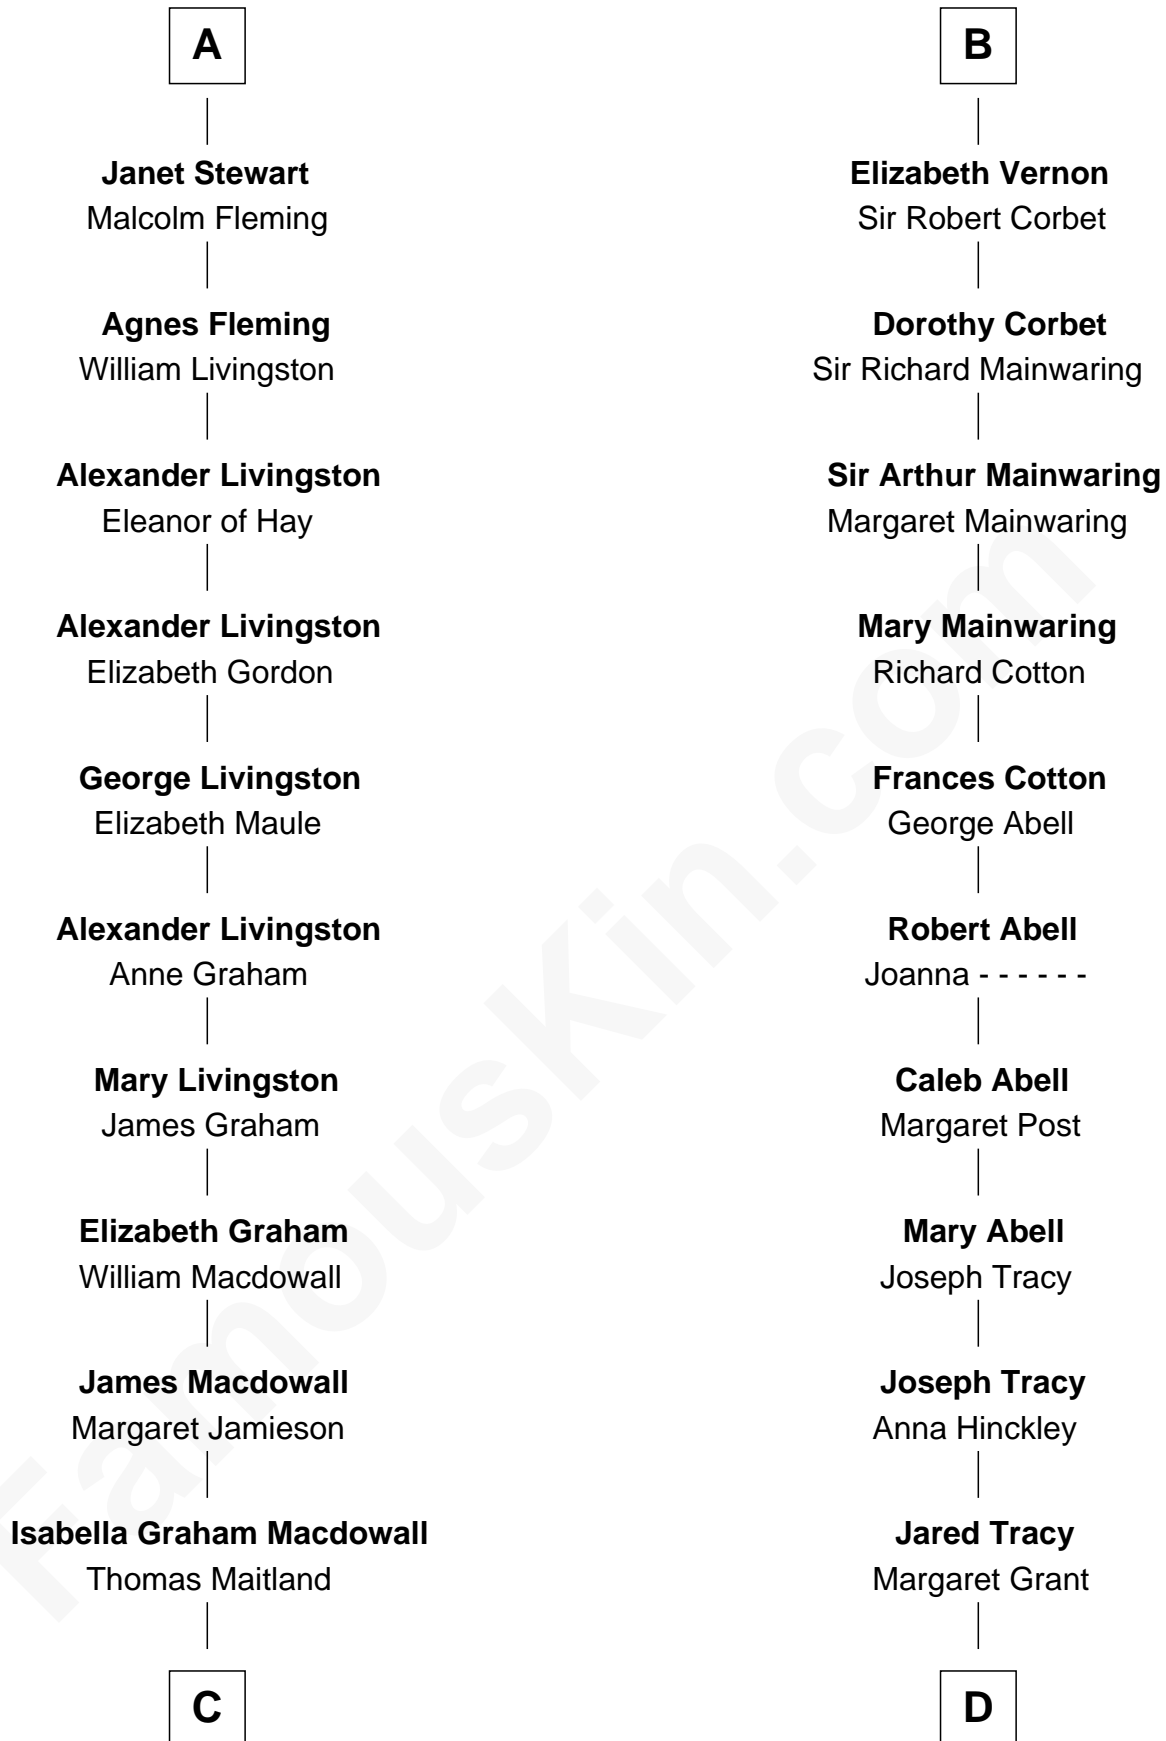 A
Janet Stewart
Malcolm Fleming
Agnes Fleming
William Livingston
Alexander Livingston
Eleanor of Hay
Alexander Livingston
Elizabeth Gordon
George Livingston
Elizabeth Maule
Alexander Livingston
Anne Graham
Mary Livingston
James Graham
Elizabeth Graham
William Macdowall
James Macdowall
Margaret Jamieson
Isabella Graham Macdowall
Thomas Maitland
C
B
Elizabeth Vernon
Sir Robert Corbet
Dorothy Corbet
Sir Richard Mainwaring
Sir Arthur Mainwaring
Margaret Mainwaring
Mary Mainwaring
Richard Cotton
Frances Cotton
George Abell
Robert Abell
Joanna - - - - - -
Caleb Abell
Margaret Post
Mary Abell
Joseph Tracy
Joseph Tracy
Anna Hinckley
Jared Tracy
Margaret Grant
D
FamousKin.com